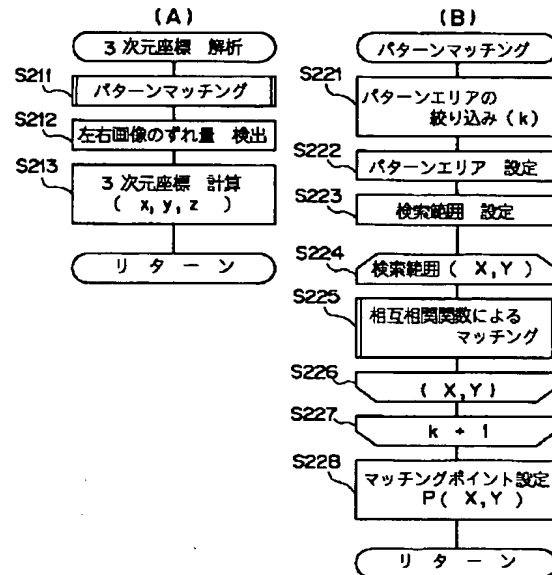 (A)
3次元座標 解析
S211
パターンマッチング
S212
左右画像のずれ量 検出
S213
3次元座標 計算
( x, y, z )
リターン
(B)
パターンマッチング
S221
パターンエリアの
絞り込み (k)
S222
パターンエリア 設定
S223
検索範囲 設定
S224
検索範囲 ( X, Y )
S225
相互相関関数による
マッチング
S226
( X, Y )
S227
k + 1
S228
マッチングポイント設定
P( X, Y )
リターン